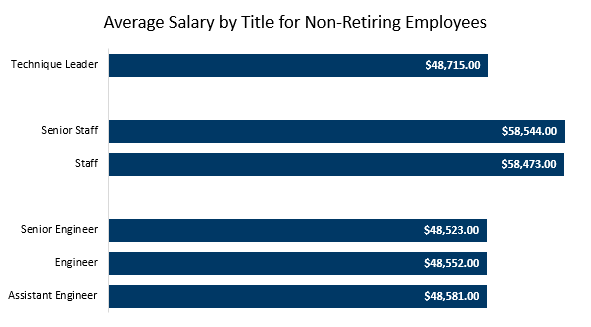 Average Salary by Title for Non-Retiring Employees
Technique Leader $48,715.00
Senior Staff $58,544.00
Staff $58,473.00
Senior Engineer $48,523.00
Engineer $48,552.00
Assistant Engineer $48,581.00